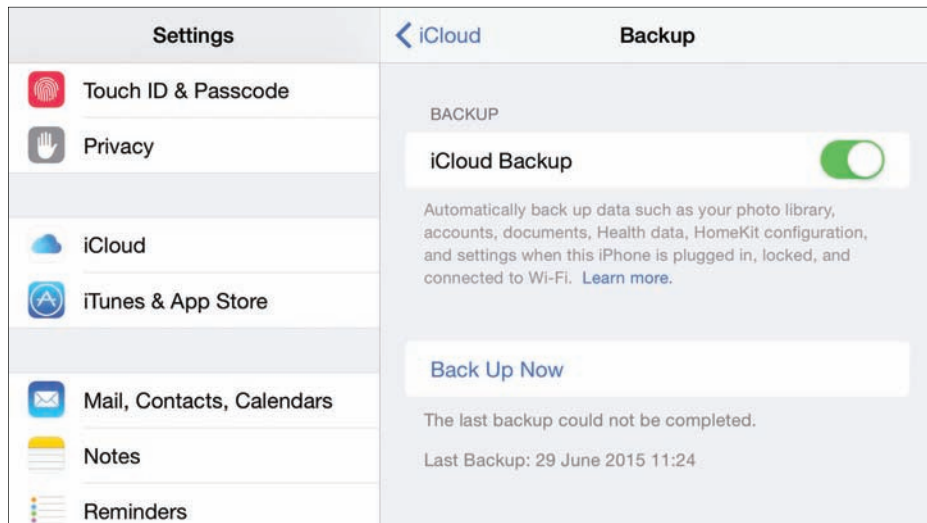 Settings
Touch ID & Passcode
Privacy
iCloud
iTunes & App Store
Mail, Contacts, Calendars
Notes
Reminders
iCloud
Backup
BACKUP
iCloud Backup
Automatically back up data such as your photo library,
accounts, documents, Health data, HomeKit configuration,
and settings when this iPhone is plugged in, locked, and
connected to Wi-Fi. Learn more.
Back Up Now
The last backup could not be completed.
Last Backup: 29 June 2015 11:24